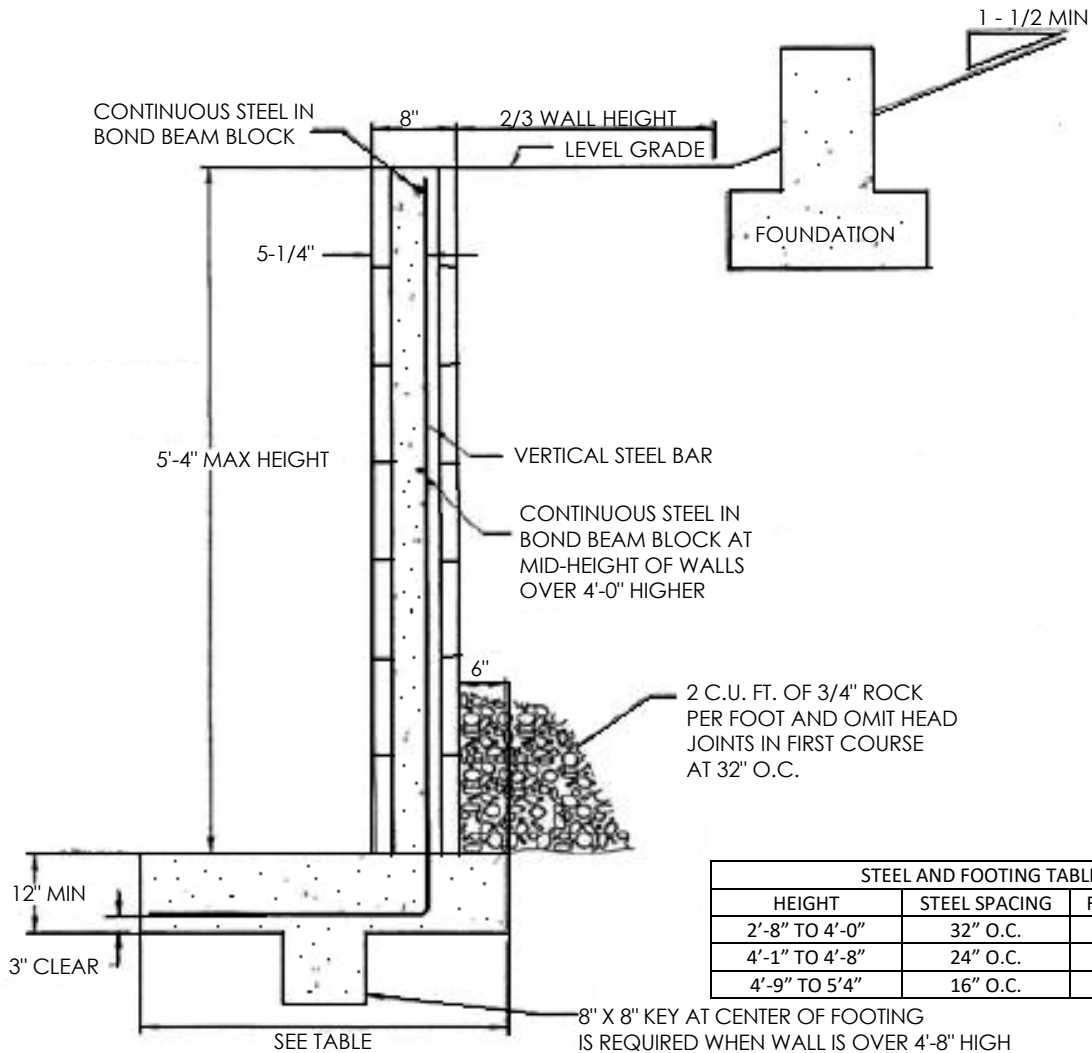 1 - 1/2 MIN
CONTINUOUS STEEL IN
BOND BEAM BLOCK
8"
2/3 WALL HEIGHT
LEVEL GRADE
FOUNDATION
5-1/4"
5'-4" MAX HEIGHT
VERTICAL STEEL BAR
CONTINUOUS STEEL IN
BOND BEAM BLOCK AT
MID-HEIGHT OF WALLS
OVER 4'-0" HIGHER
6"
2 C.U. FT. OF 3/4" ROCK
PER FOOT AND OMIT HEAD
JOINTS IN FIRST COURSE
AT 32" O.C.
12" MIN
3" CLEAR
SEE TABLE
STEEL AND FOOTING TABL
HEIGHT STEEL SPACING
2'-8" TO 4'-0" 32" O.C.
4'-1" TO 4'-8" 24" O.C.
4'-9" TO 5'4" 16" O.C.
8" X 8" KEY AT CENTER OF FOOTING
IS REQUIRED WHEN WALL IS OVER 4'-8" HIGH